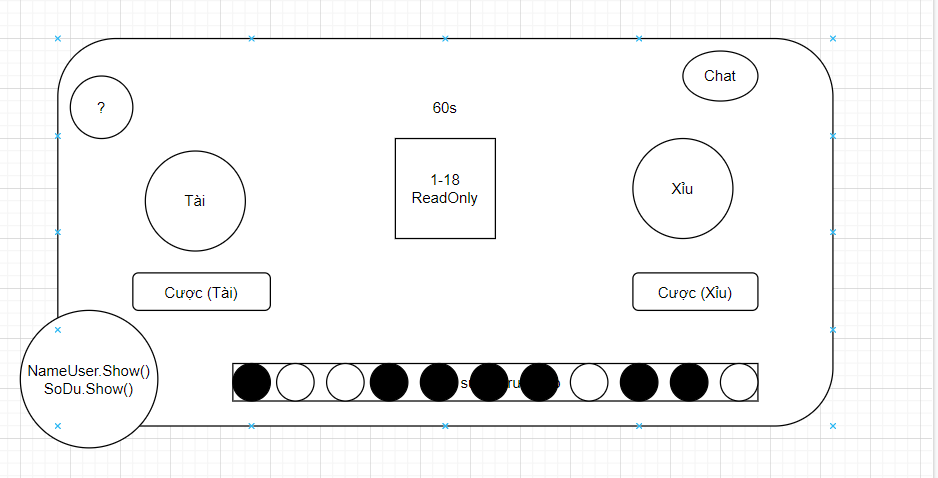 Chat
?
60s
1-18
ReadOnly
Tài
Xỉu
Cược (Tài)
Cược (Xỉu)
NameUser.Show()
SoDu.Show()